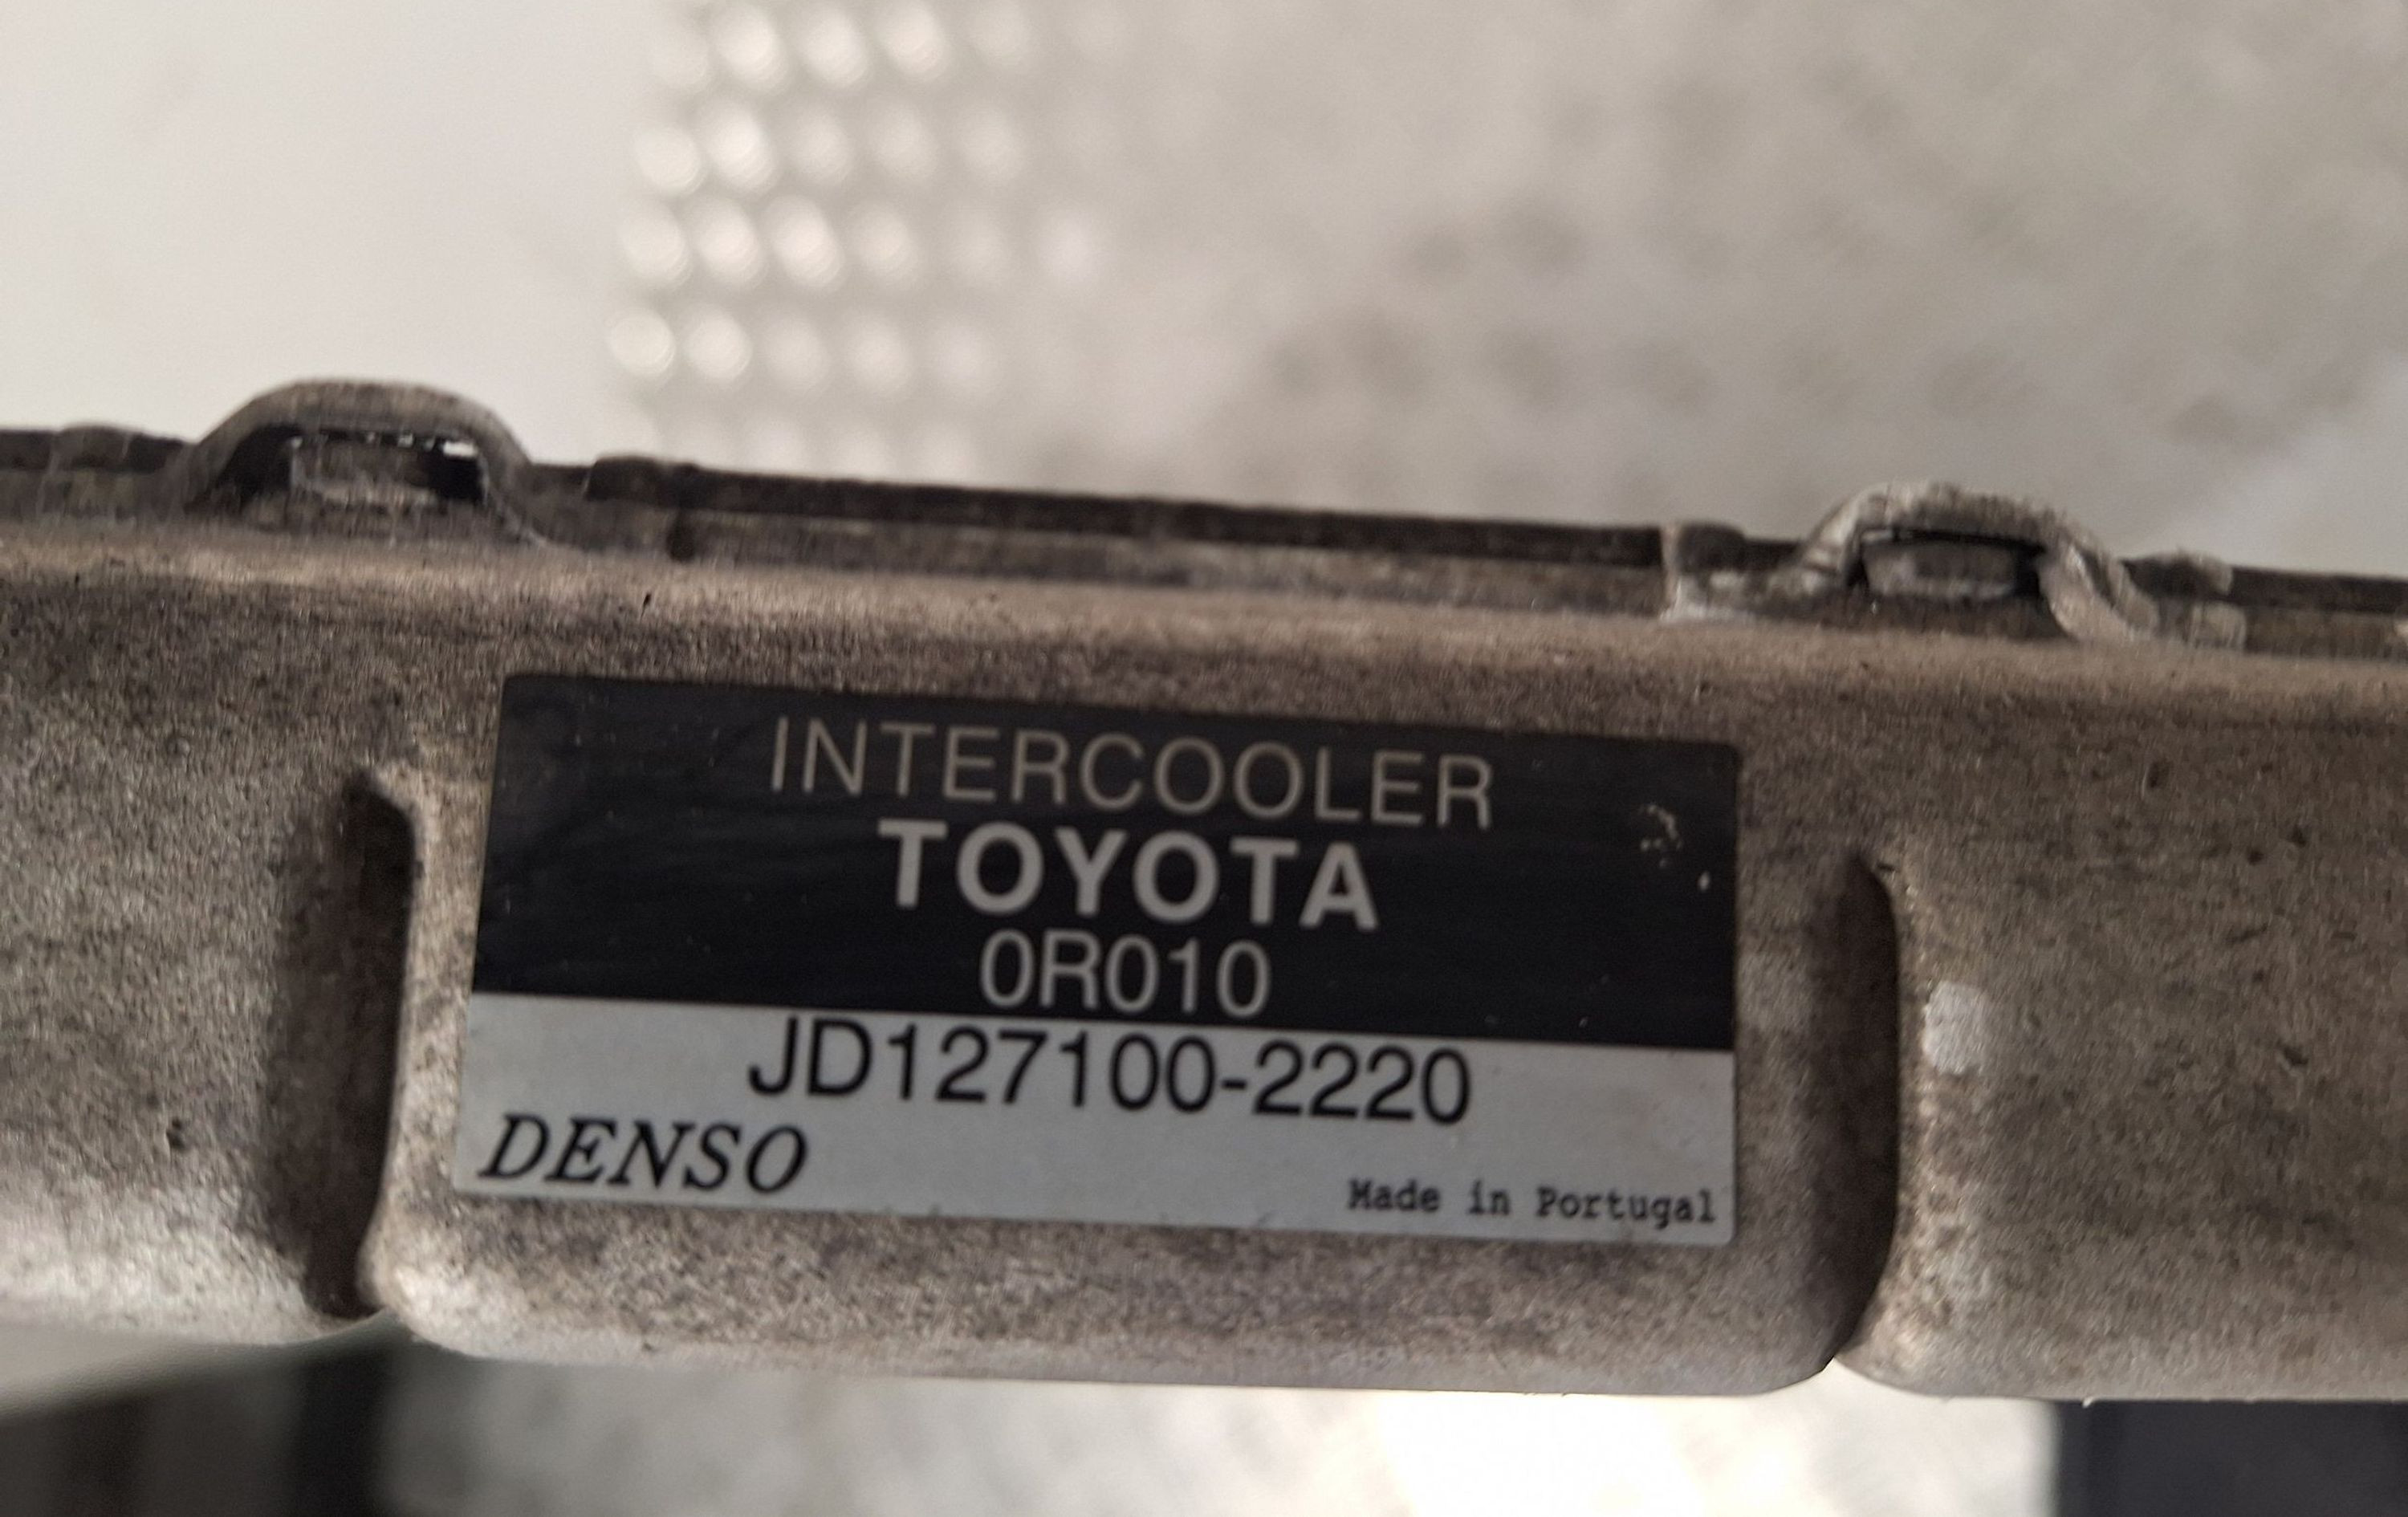 INTERCOOLER
TOYOTA
0R010
JD127100-2220
DENSO
Made in Portugal